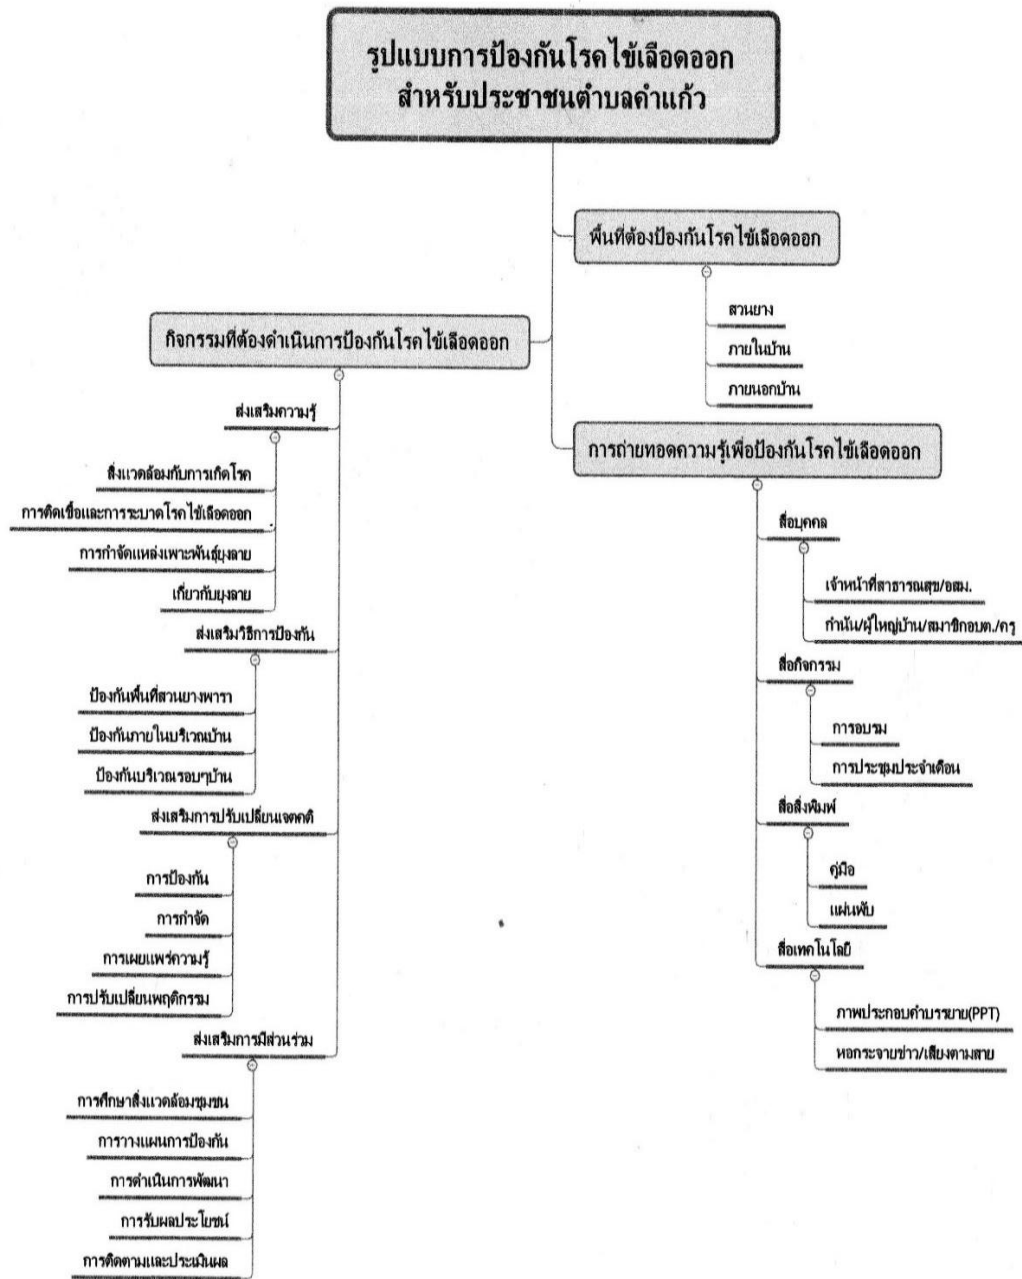 รูปแบบการป้องกันโรคไข้เลือดออก
สำหรับประชาชนตำบลคำแก้ว
พื้นที่ต้องป้องกันโรคไข้เลือดออก
สวนยาง
ภายในบ้าน
ภายนอกบ้าน
กิจกรรมที่ต้องดำเนินการป้องกันโรคไข้เลือดออก
ส่งเสริมความรู้
สิ่งแวดล้อมกับการเกิดโรค
การติดเชื้อและการระบาดโรคไข้เลือดออก
การกำจัดแหล่งเพาะพันธุ์ยุงลาย
เกี่ยวกับยุงลาย
ส่งเสริมวิธีการป้องกัน
ป้องกันพื้นที่สวนยางพารา
ป้องกันภายในบริเวณบ้าน
ป้องกันบริเวณรอบๆบ้าน
ส่งเสริมการปรับเปลี่ยนเจตคติ
การป้องกัน
การกำจัด
การเผยแพร่ความรู้
การปรับเปลี่ยนพฤติกรรม
ส่งเสริมการมีส่วนร่วม
การศึกษาสิ่งแวดล้อมชุมชน
การวางแผนการป้องกัน
การดำเนินการพัฒนา
การรับผลประโยชน์
การติดตามและประเมินผล
การถ่ายทอดความรู้เพื่อป้องกันโรคไข้เลือดออก
สื่อบุคคล
เจ้าหน้าที่สาธารณสุข/อสม.
กำนัน/ผู้ใหญ่บ้าน/สมาชิกอบต./ครู
สื่อกิจกรรม
การอบรม
การประชุมประจำเดือน
สื่อสิ่งพิมพ์
คู่มือ
แผ่นพับ
สื่อเทคโนโลยี
ภาพประกอบคำบรรยาย(PPT)
หอกระจายข่าว/เสียงตามสาย